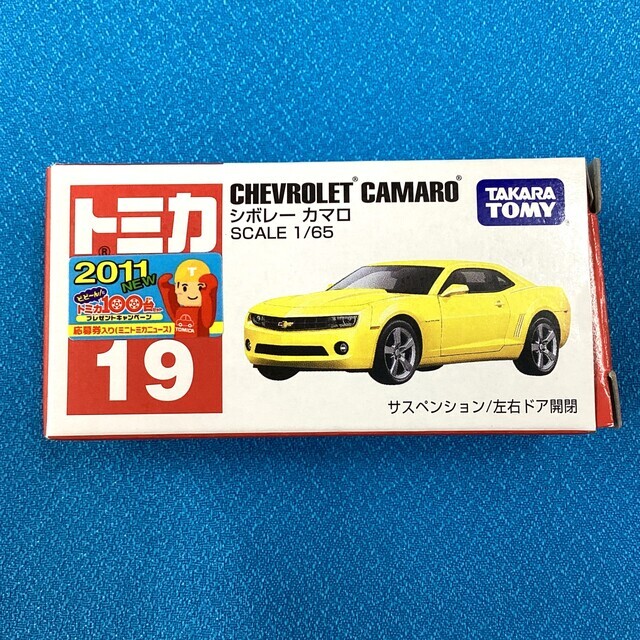 トミカ
®
2011 NEW
トミカ100台
プレゼントキャンペーン
応募券入り(ミニトミカニュース)
T
TOMICA
19
CHEVROLET® CAMARO®
シボレー カマロ
SCALE 1/65
TAKARA
TOMY
サスペンション/左右ドア開閉